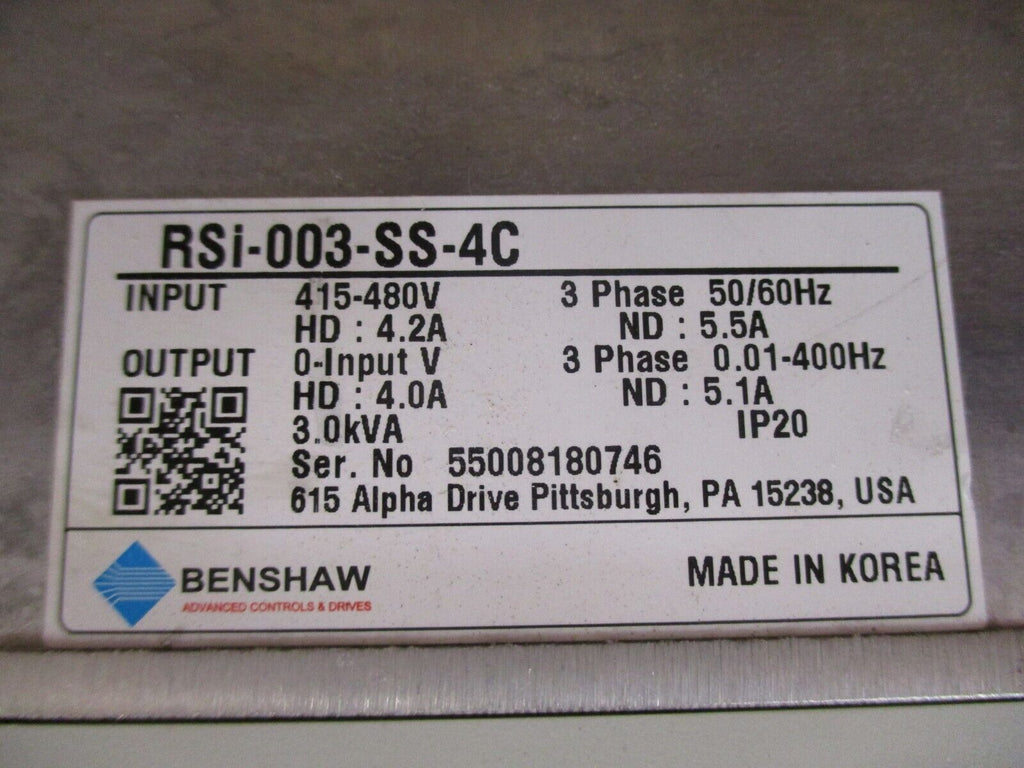 RSi-003-SS-4C
INPUT 415-480V 3 Phase 50/60Hz
HD : 4.2A ND : 5.5A
OUTPUT 0-Input V 3 Phase 0.01-400Hz
HD : 4.0A ND : 5.1A
3.0kVA IP20
Ser. No 55008180746
615 Alpha Drive Pittsburgh, PA 15238, USA
BENSHAW MADE IN KOREA
ADVANCED CONTROLS & DRIVES